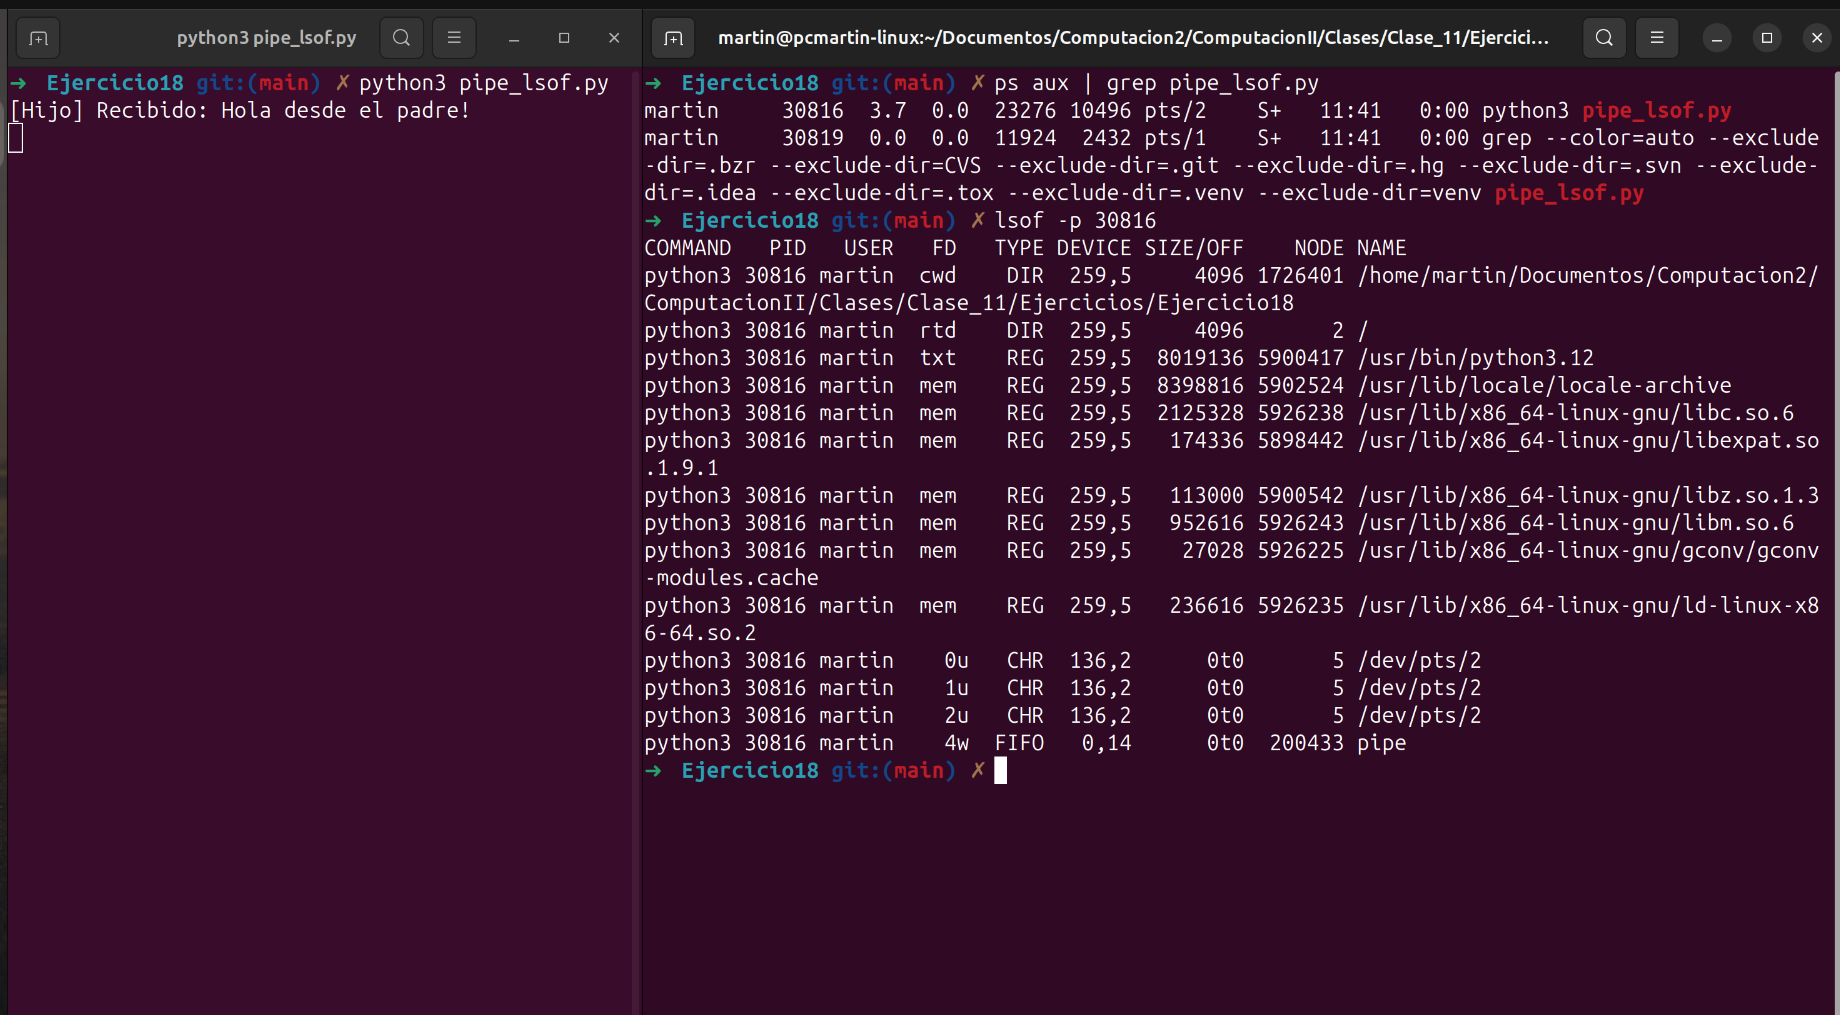 python3 pipe_lsof.py
➜  Ejercicio18 git:(main) ✗ python3 pipe_lsof.py
[Hijo] Recibido: Hola desde el padre!
martin@pcmartin-linux:~/Documentos/Computacion2/ComputacionII/Clases/Clase_11/Ejerci...
➜  Ejercicio18 git:(main) ✗ ps aux | grep pipe_lsof.py
martin     30816  3.7  0.0  23276 10496 pts/2    S+   11:41   0:00 python3 pipe_lsof.py
martin     30819  0.0  0.0  11924  2432 pts/1    S+   11:41   0:00 grep --color=auto --exclude
-dir=.bzr --exclude-dir=CVS --exclude-dir=.git --exclude-dir=.hg --exclude-dir=.svn --exclude-
dir=.idea --exclude-dir=.tox --exclude-dir=.venv --exclude-dir=venv pipe_lsof.py
➜  Ejercicio18 git:(main) ✗ lsof -p 30816
COMMAND   PID   USER   FD   TYPE DEVICE SIZE/OFF    NODE NAME
python3 30816 martin  cwd    DIR  259,5     4096 1726401 /home/martin/Documentos/Computacion2/
ComputacionII/Clases/Clase_11/Ejercicios/Ejercicio18
python3 30816 martin  rtd    DIR  259,5     4096       2 /
python3 30816 martin  txt    REG  259,5  8019136 5900417 /usr/bin/python3.12
python3 30816 martin  mem    REG  259,5  8398816 5902524 /usr/lib/locale/locale-archive
python3 30816 martin  mem    REG  259,5  2125328 5926238 /usr/lib/x86_64-linux-gnu/libc.so.6
python3 30816 martin  mem    REG  259,5   174336 5898442 /usr/lib/x86_64-linux-gnu/libexpat.so
.1.9.1
python3 30816 martin  mem    REG  259,5   113000 5900542 /usr/lib/x86_64-linux-gnu/libz.so.1.3
python3 30816 martin  mem    REG  259,5   952616 5926243 /usr/lib/x86_64-linux-gnu/libm.so.6
python3 30816 martin  mem    REG  259,5    27028 5926225 /usr/lib/x86_64-linux-gnu/gconv/gconv
-modules.cache
python3 30816 martin  mem    REG  259,5   236616 5926235 /usr/lib/x86_64-linux-gnu/ld-linux-x8
6-64.so.2
python3 30816 martin    0u   CHR  136,2      0t0       5 /dev/pts/2
python3 30816 martin    1u   CHR  136,2      0t0       5 /dev/pts/2
python3 30816 martin    2u   CHR  136,2      0t0       5 /dev/pts/2
python3 30816 martin    4w  FIFO   0,14      0t0  200433 pipe
➜  Ejercicio18 git:(main) ✗